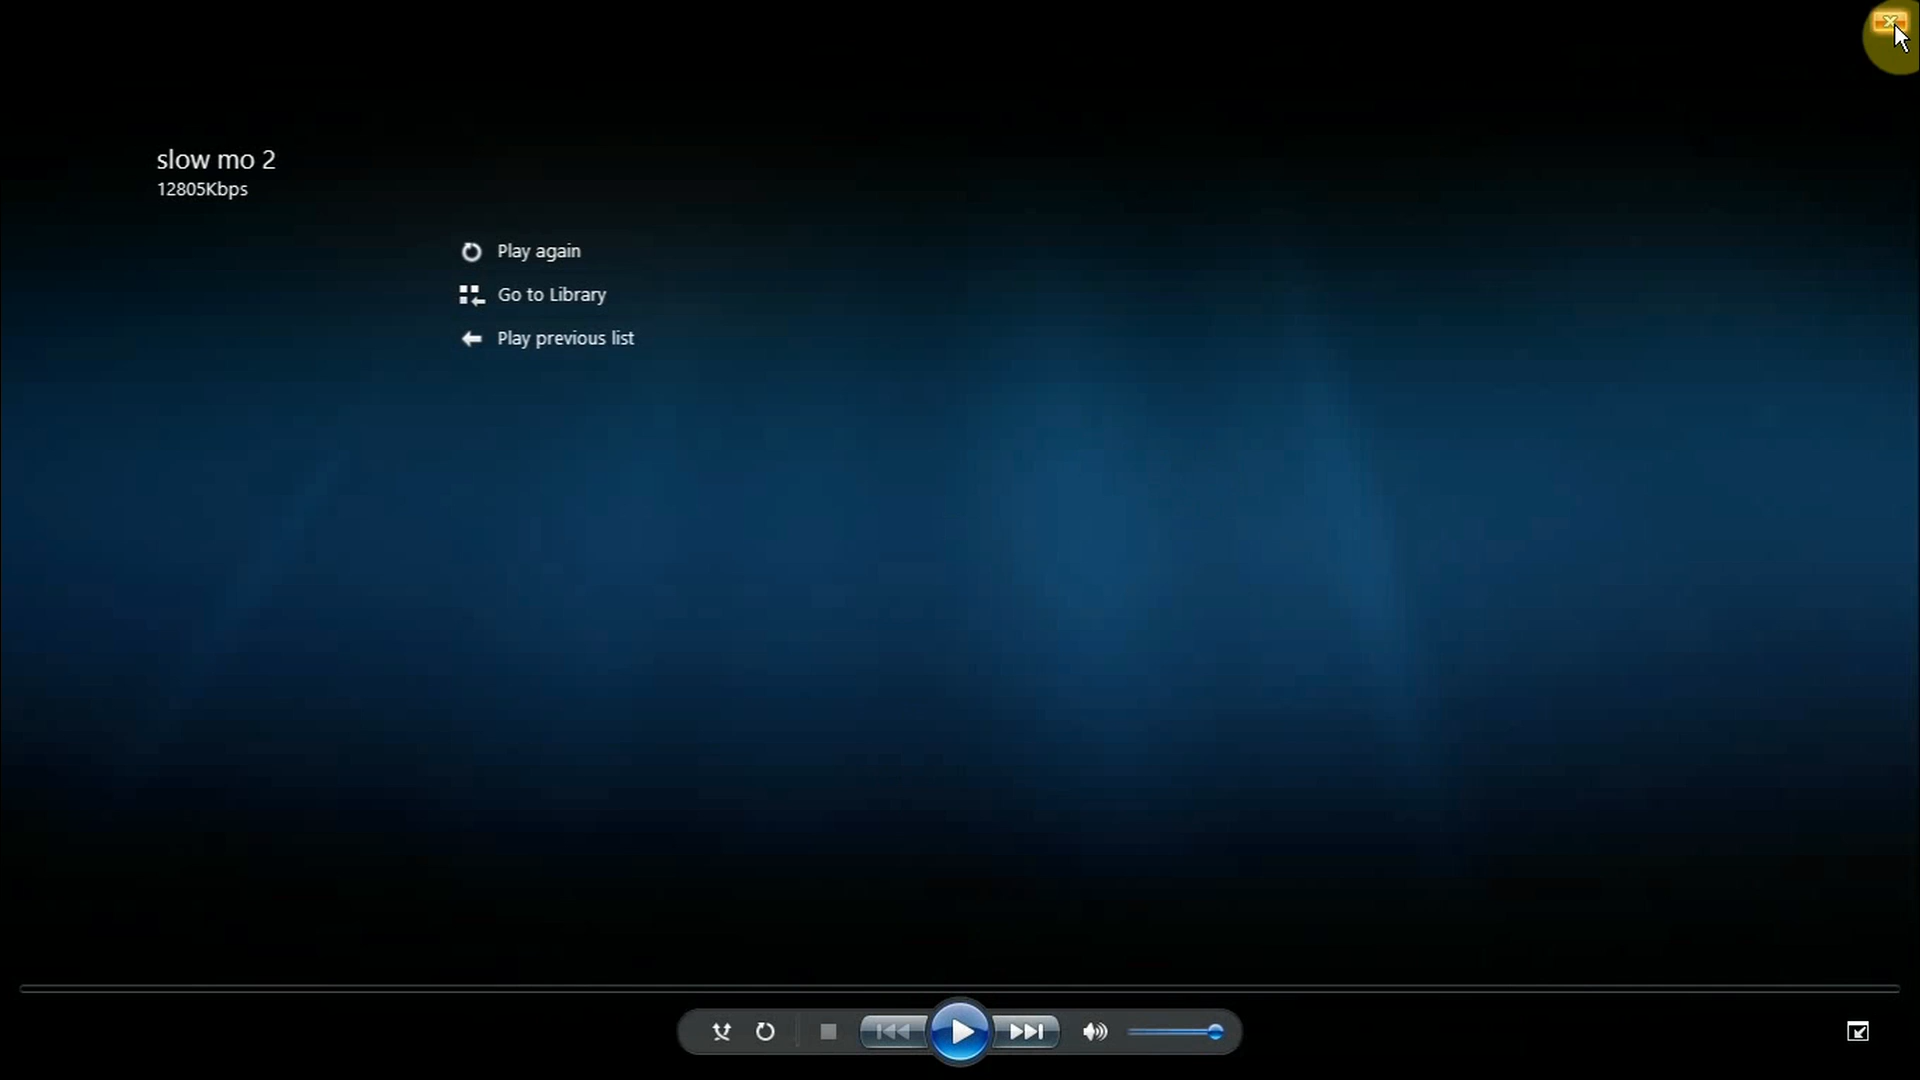 slow mo 2
12805Kbps
Play again
Go to Library
Play previous list